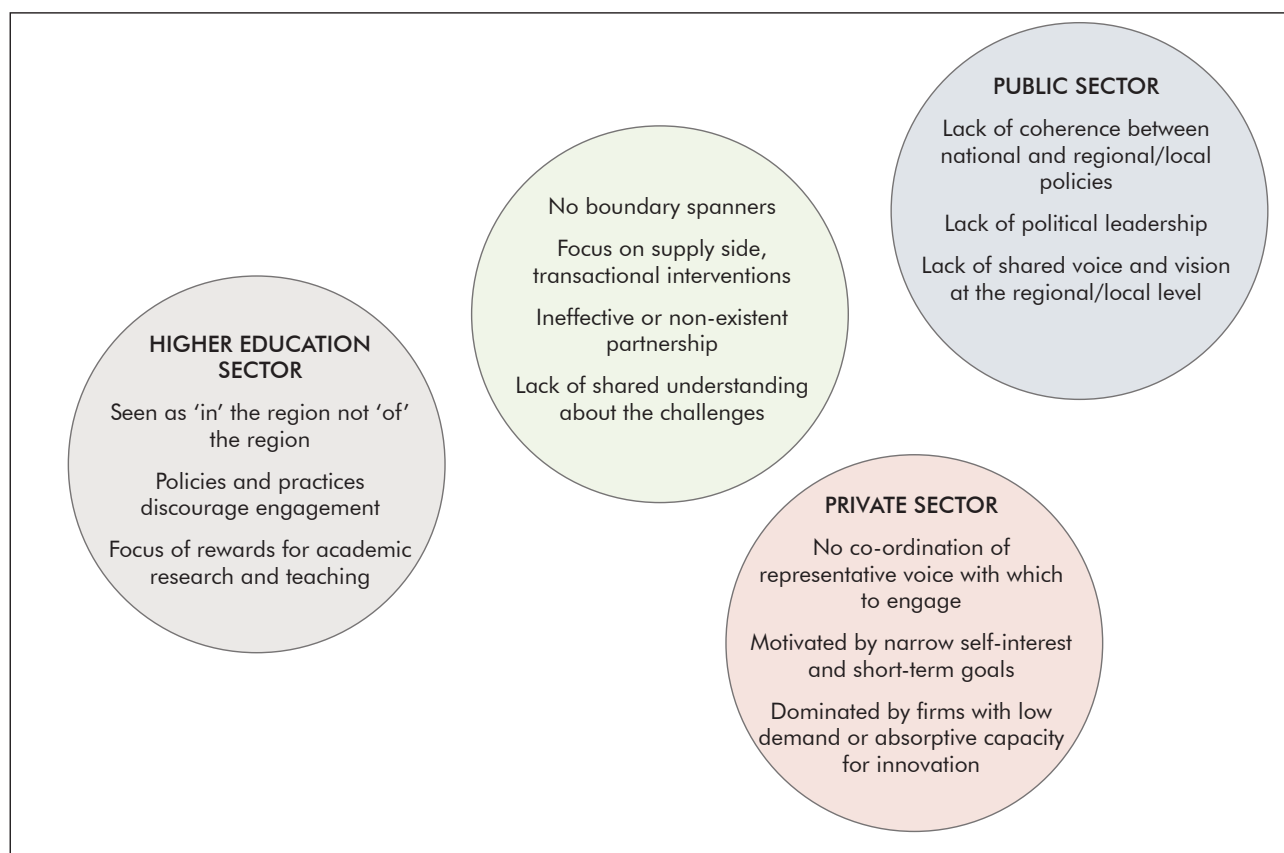 PUBLIC SECTOR
Lack of coherence between
national and regional/local
policies
Lack of political leadership
Lack of shared voice and vision
at the regional/local level
No boundary spanners
Focus on supply side,
transactional interventions
Ineffective or non-existent
partnership
Lack of shared understanding
about the challenges
HIGHER EDUCATION
SECTOR
Seen as ‘in’ the region not ‘of’
the region
Policies and practices
discourage engagement
Focus of rewards for academic
research and teaching
PRIVATE SECTOR
No co-ordination of
representative voice with which
to engage
Motivated by narrow self-interest
and short-term goals
Dominated by firms with low
demand or absorptive capacity
for innovation